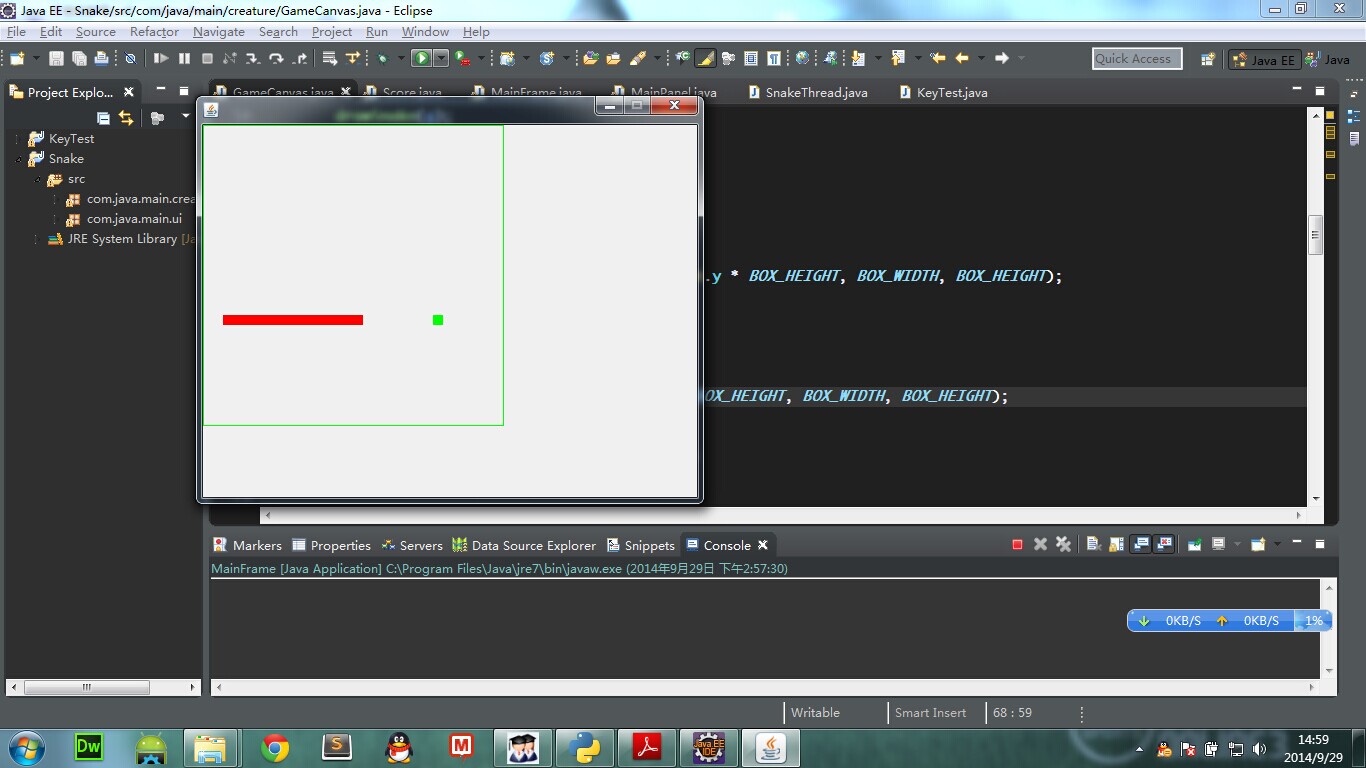 Java EE - Snake/src/com/java/main/creature/GameCanvas.java - Eclipse
File Edit Source Refactor Navigate Search Project Run Window Help
Quick Access Java EE Java
Project Explo... GameCanvas.java Score.java MainFrame.java MainPanel.java SnakeThread.java KeyTest.java
KeyTest
Snake
src
com.java.main.crea
com.java.main.ui
JRE System Library [Ja
.y * BOX_HEIGHT, BOX_WIDTH, BOX_HEIGHT);
OX_HEIGHT, BOX_WIDTH, BOX_HEIGHT);
Markers Properties Servers Data Source Explorer Snippets Console
MainFrame [Java Application] C:\Program Files\Java\jre7\bin\javaw.exe (2014年9月29日 下午2:57:30)
0KB/S 0KB/S 1%
Writable Smart Insert 68 : 59
Dw S M Java EE IDE
14:59
2014/9/29